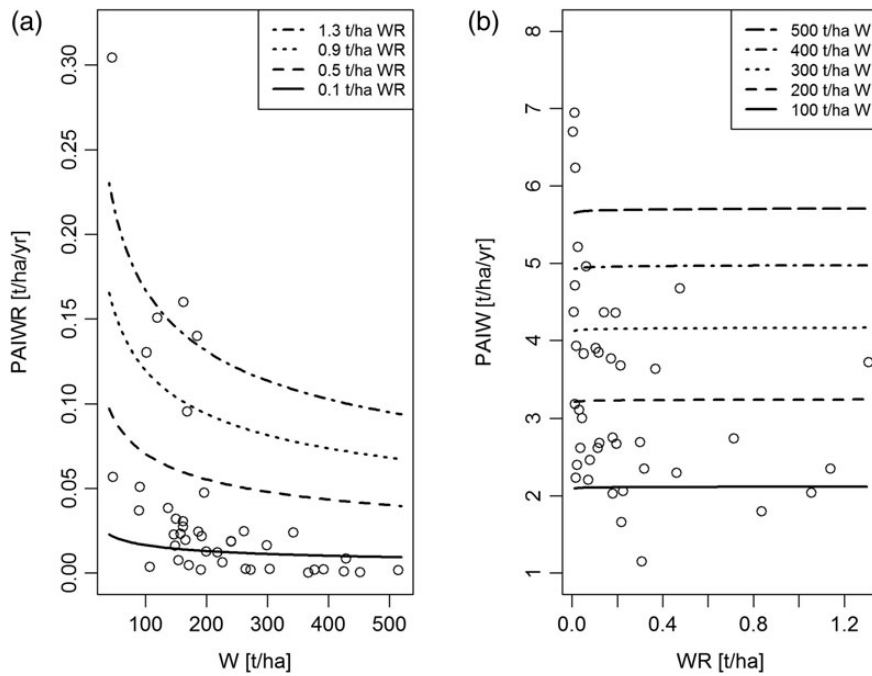 (a)
1.3 t/ha WR
0.9 t/ha WR
0.5 t/ha WR
0.1 t/ha WR
PAIWR [t/ha/yr]
0.30
0.25
0.20
0.15
0.10
0.05
0.00
100 200 300 400 500
W [t/ha]
(b)
500 t/ha W
400 t/ha W
300 t/ha W
200 t/ha W
100 t/ha W
PAIW [t/ha/yr]
8
7
6
5
4
3
2
1
0.0 0.4 0.8 1.2
WR [t/ha]